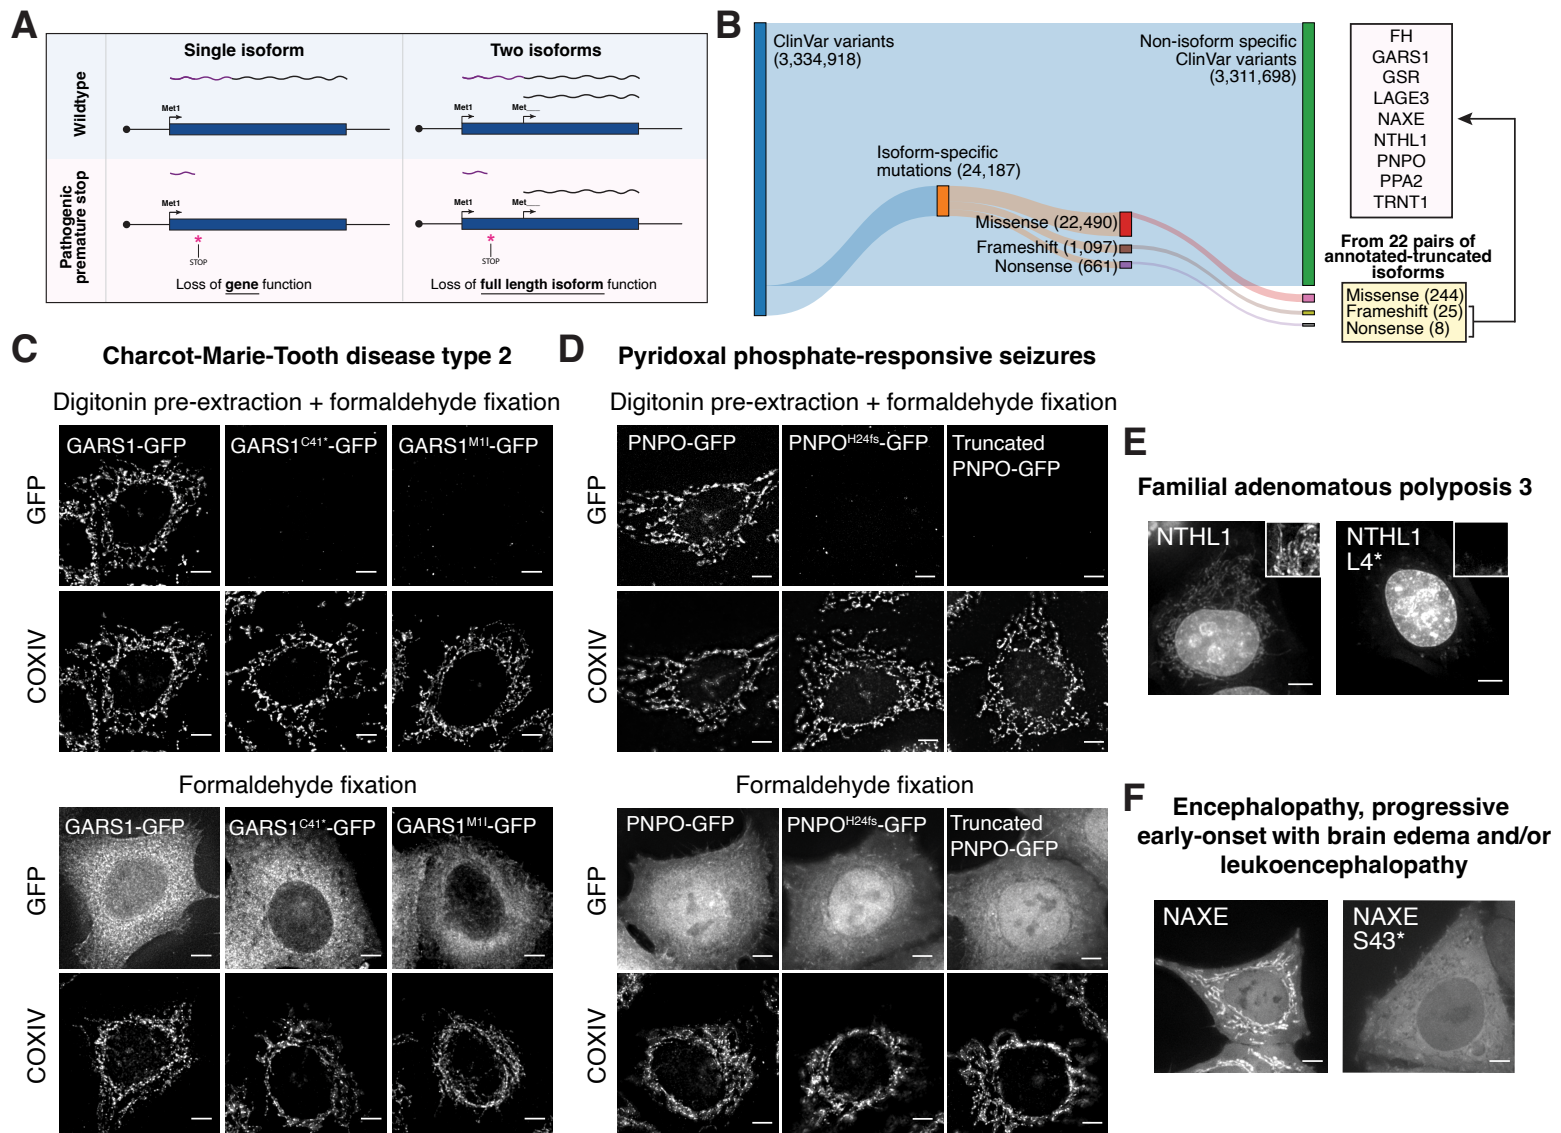 A
Single isoform
Two isoforms
Wildtype
Met1
Met1
Met___
Pathogenic
premature stop
Met1
*
STOP
Met1
Met___
*
STOP
Loss of gene function
Loss of full length isoform function
B
ClinVar variants
(3,334,918)
Isoform-specific
mutations (24,187)
Missense (22,490)
Frameshift (1,097)
Nonsense (661)
Non-isoform specific
ClinVar variants
(3,311,698)
FH
GARS1
GSR
LAGE3
NAXE
NTHL1
PNPO
PPA2
TRNT1
From 22 pairs of
annotated-truncated
isoforms
Missense (244)
Frameshift (25)
Nonsense (8)
C
Charcot-Marie-Tooth disease type 2
Digitonin pre-extraction + formaldehyde fixation
GFP
GARS1-GFP
GARS1C41*-GFP
GARS1M1I-GFP
COXIV
Formaldehyde fixation
GFP
GARS1-GFP
GARS1C41*-GFP
GARS1M1I-GFP
COXIV
D
Pyridoxal phosphate-responsive seizures
Digitonin pre-extraction + formaldehyde fixation
GFP
PNPO-GFP
PNPOH24fs-GFP
Truncated
PNPO-GFP
COXIV
Formaldehyde fixation
GFP
PNPO-GFP
PNPOH24fs-GFP
Truncated
PNPO-GFP
COXIV
E
Familial adenomatous polyposis 3
NTHL1
NTHL1
L4*
F
Encephalopathy, progressive
early-onset with brain edema and/or
leukoencephalopathy
NAXE
NAXE
S43*